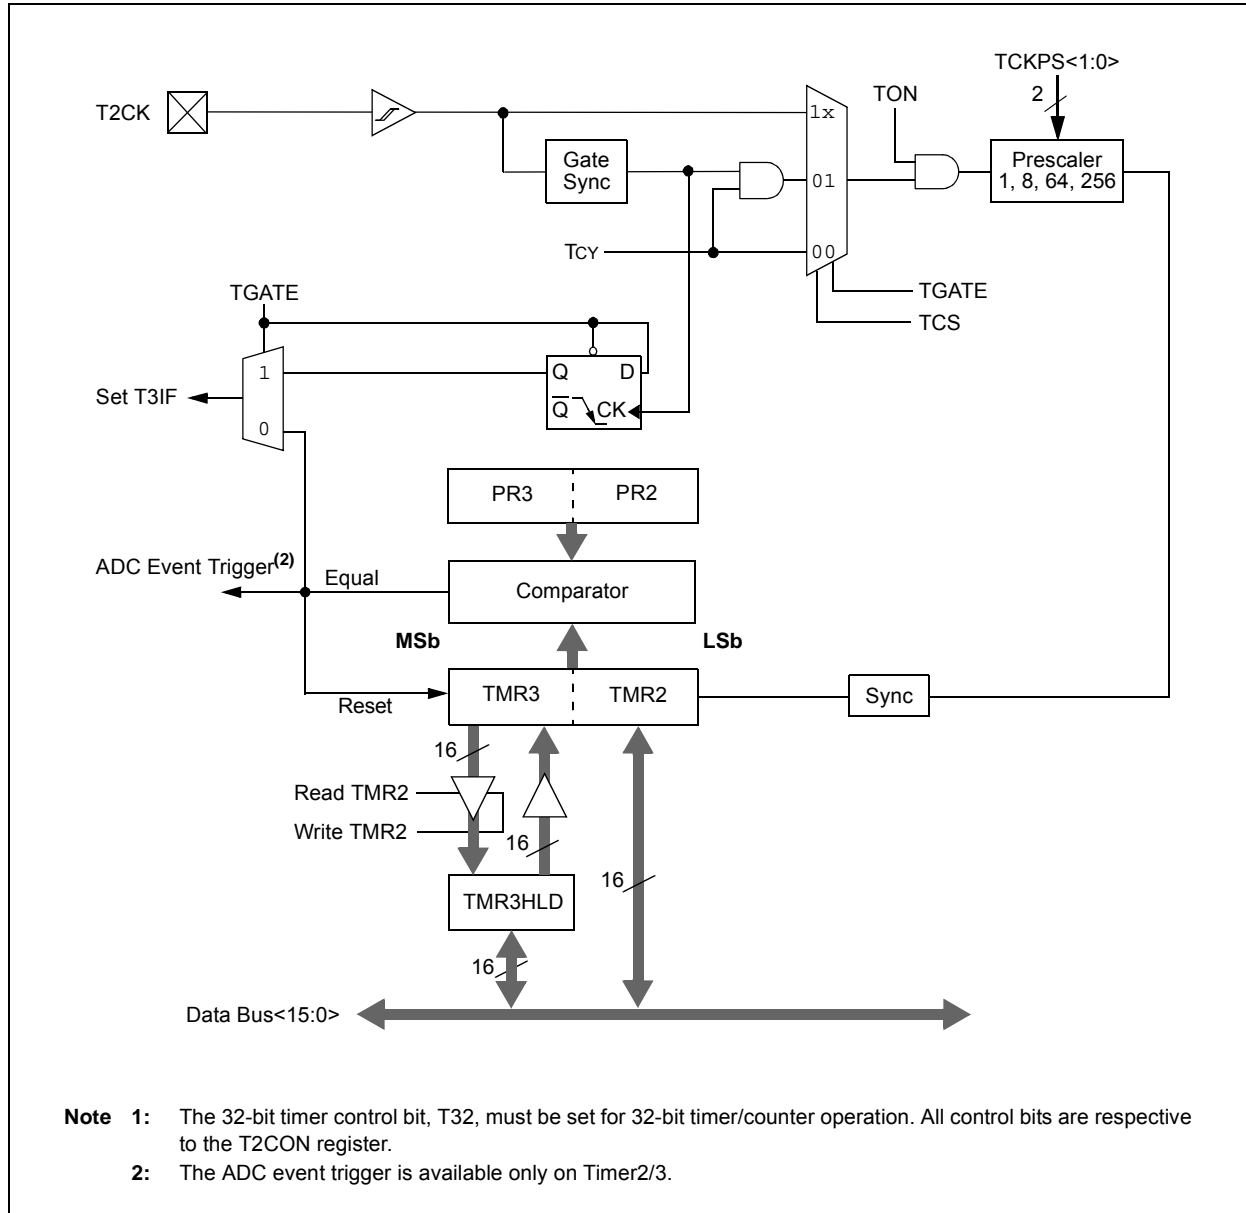 TCKPS<1:0>
2
TON
T2CK
1x
Gate
Sync
Prescaler
1, 8, 64, 256
01
TCY
00
TGATE
TCS
TGATE
1
Q D
Set T3IF
Q CK
0
PR3 PR2
ADC Event Trigger(2)
Equal
Comparator
MSb LSb
TMR3 TMR2
Sync
Reset
16
Read TMR2
Write TMR2
16
16
TMR3HLD
16
Data Bus<15:0>
Note 1: The 32-bit timer control bit, T32, must be set for 32-bit timer/counter operation. All control bits are respective
to the T2CON register.
2: The ADC event trigger is available only on Timer2/3.